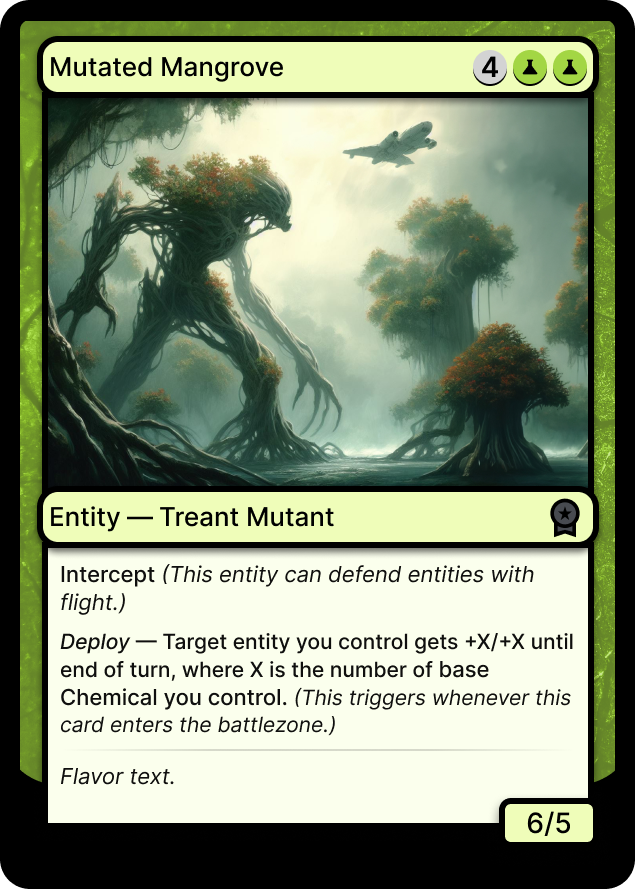 Mutated Mangrove
4
Entity — Treant Mutant
Intercept (This entity can defend entities with
flight.)
Deploy — Target entity you control gets +X/+X until
end of turn, where X is the number of base
Chemical you control. (This triggers whenever this
card enters the battlezone.)
Flavor text.
6/5